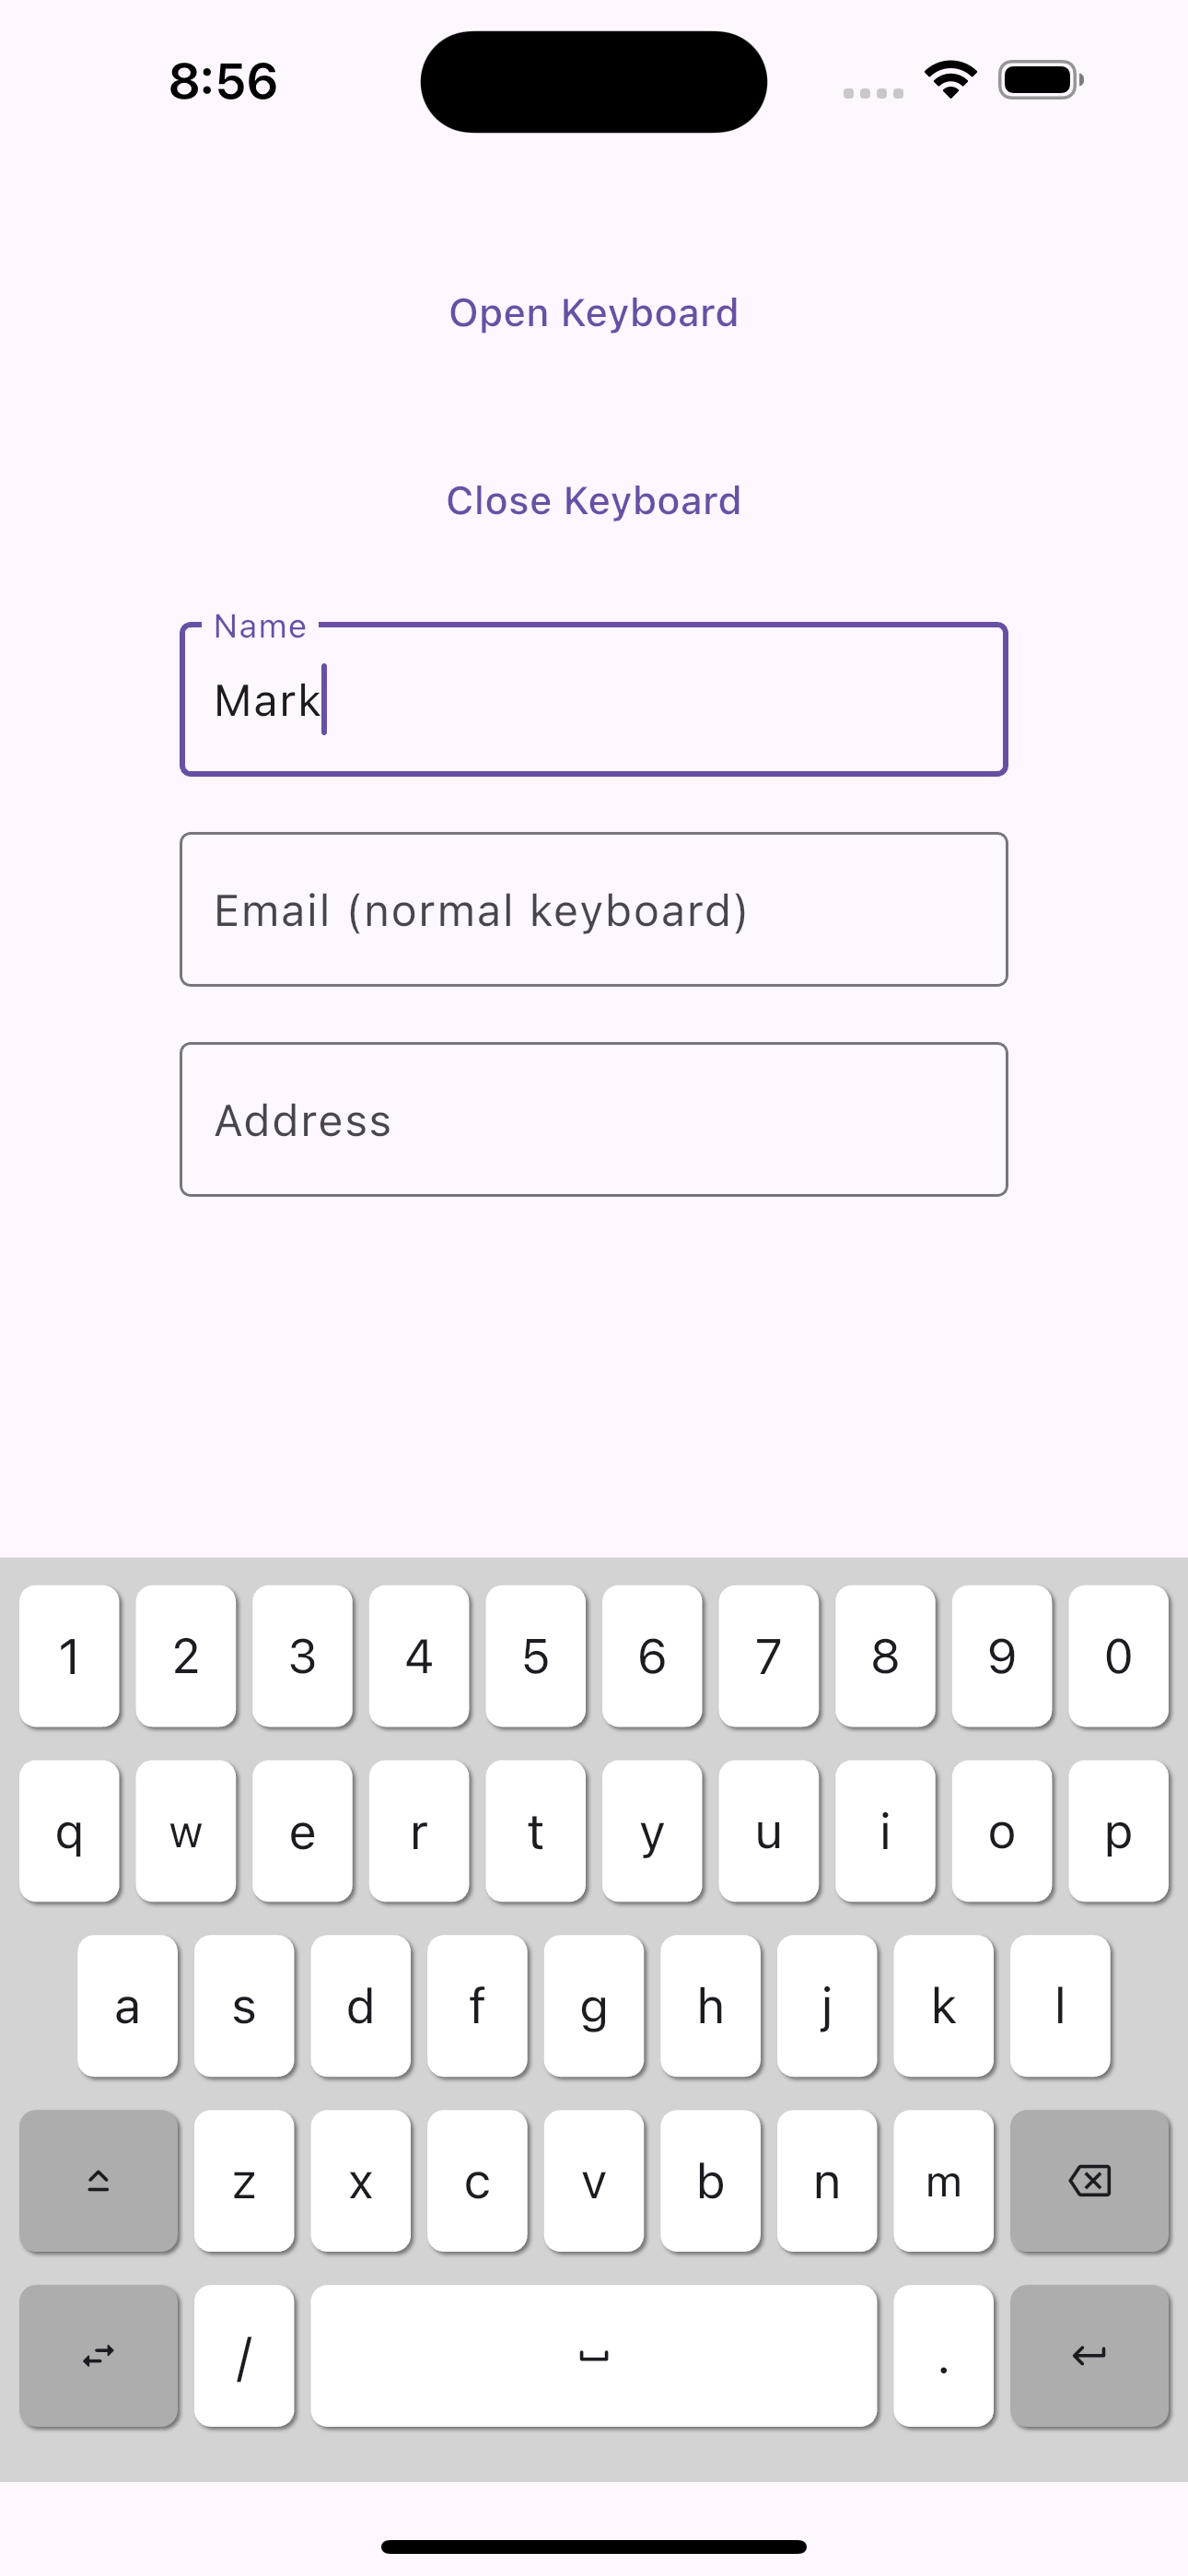 8:56
Open Keyboard
Close Keyboard
Name
Mark
Email (normal keyboard)
Address
1 2 3 4 5 6 7 8 9 0
q w e r t y u i o p
a s d f g h j k l
z x c v b n m
/ .